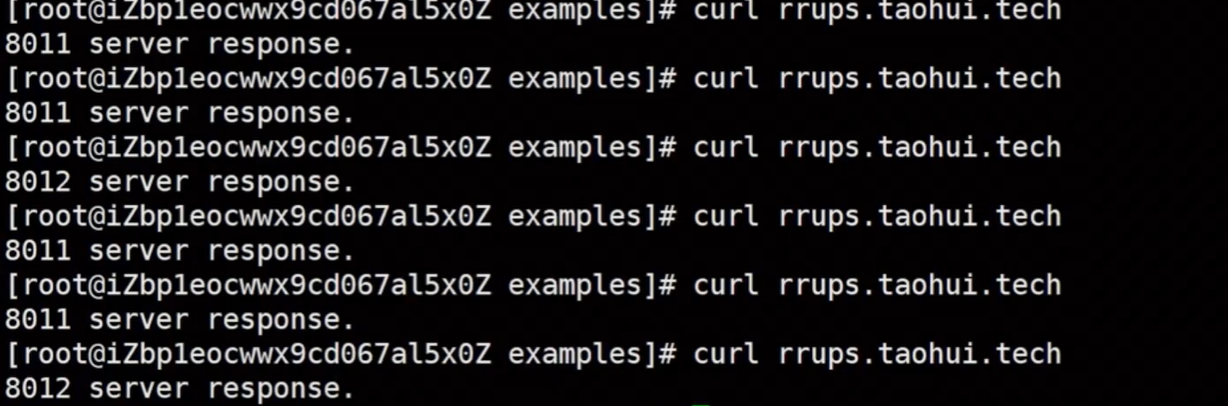 [root@iZbp1eocwwx9cd067al5x0Z examples]# curl rrups.taohui.tech
8011 server response.
[root@iZbp1eocwwx9cd067al5x0Z examples]# curl rrups.taohui.tech
8011 server response.
[root@iZbp1eocwwx9cd067al5x0Z examples]# curl rrups.taohui.tech
8012 server response.
[root@iZbp1eocwwx9cd067al5x0Z examples]# curl rrups.taohui.tech
8011 server response.
[root@iZbp1eocwwx9cd067al5x0Z examples]# curl rrups.taohui.tech
8011 server response.
[root@iZbp1eocwwx9cd067al5x0Z examples]# curl rrups.taohui.tech
8012 server response.